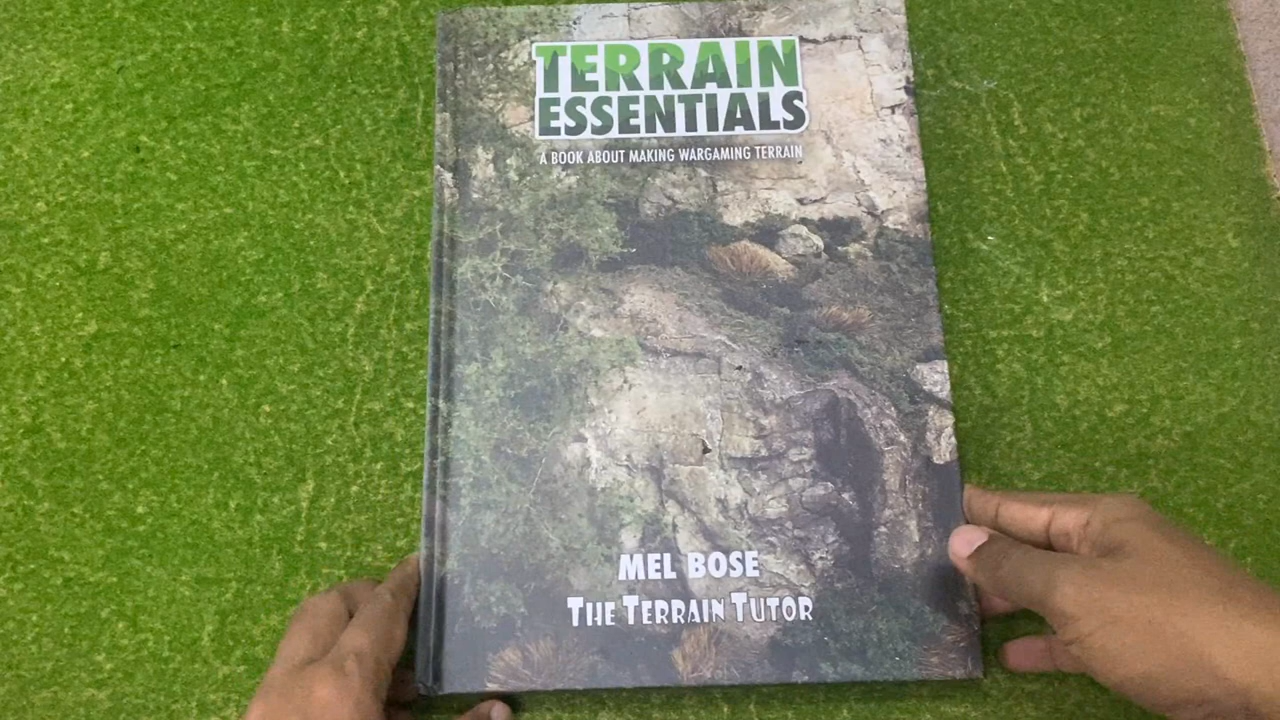 TERRAIN
ESSENTIALS
A BOOK ABOUT MAKING WARGAMING TERRAIN
MEL BOSE
THE TERRAIN TUTOR